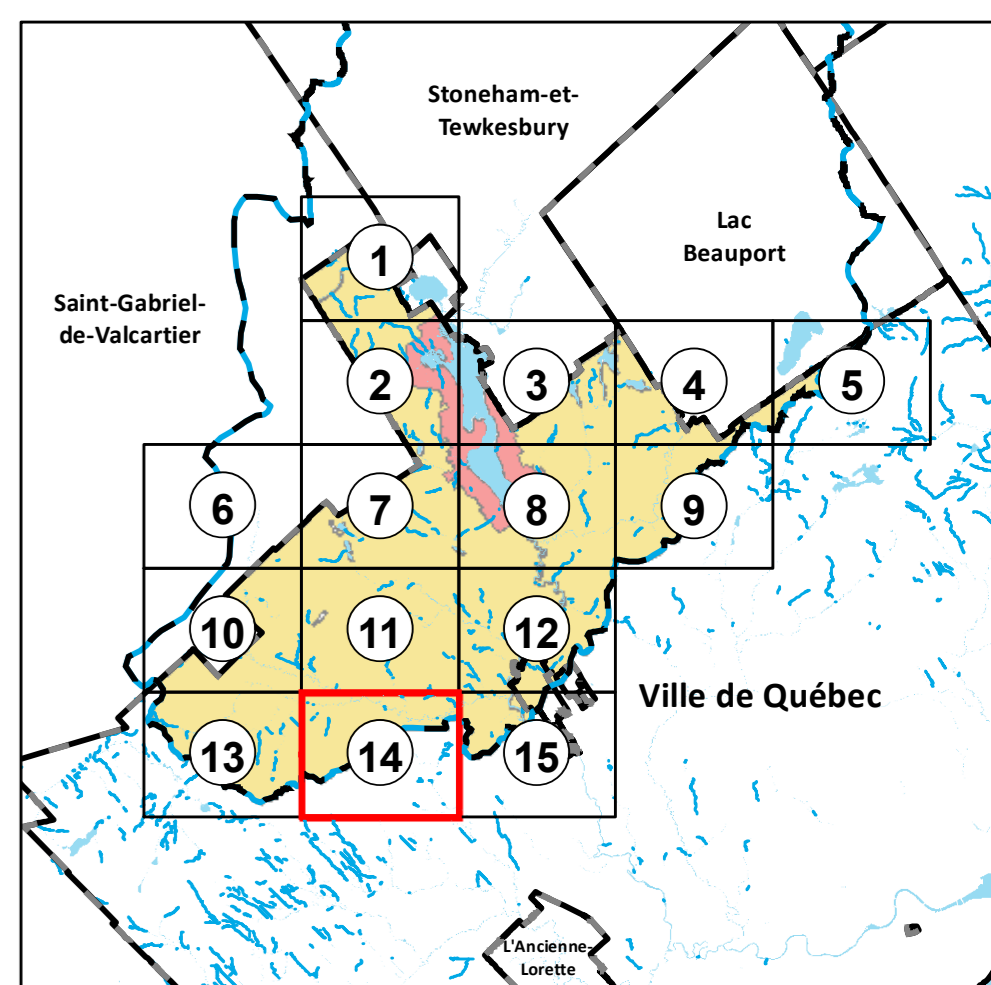 Stoneham-et-
Tewkesbury
Lac
Beauport
Saint-Gabriel-
de-Valcartier
1
2
3
4
5
6
7
8
9
10
11
12
Ville de Québec
13
14
15
L'Ancienne-
Lorette